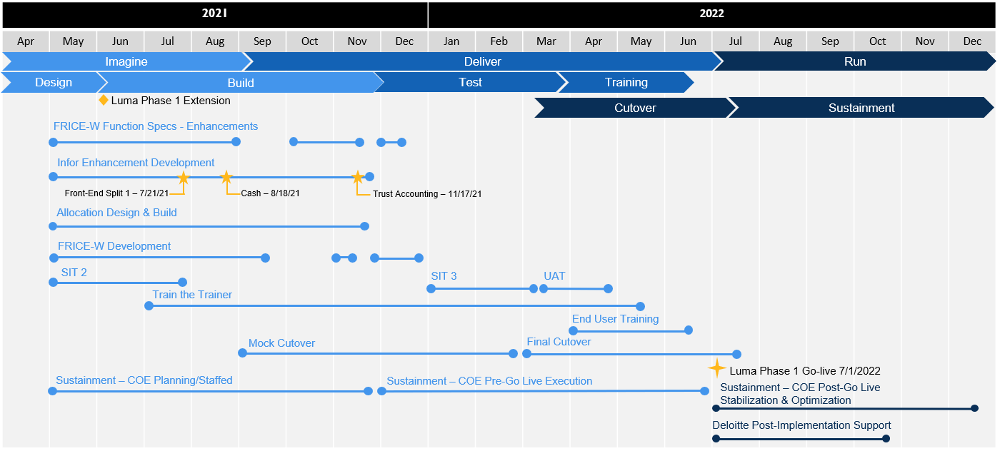 2021 2022
Apr May Jun Jul Aug Sep Oct Nov Dec Jan Feb Mar Apr May Jun Jul Aug Sep Oct Nov Dec
Imagine Deliver Run
Design Build Test Training
Luma Phase 1 Extension
Cutover Sustainment
FRICE-W Function Specs - Enhancements
Infor Enhancement Development
Front-End Split 1 – 7/21/21 Cash – 8/18/21 Trust Accounting – 11/17/21
Allocation Design & Build
FRICE-W Development
SIT 2 SIT 3 UAT
Train the Trainer
End User Training
Mock Cutover Final Cutover
Luma Phase 1 Go-live 7/1/2022
Sustainment – COE Planning/Staffed Sustainment – COE Pre-Go Live Execution
Sustainment – COE Post-Go Live
Stabilization & Optimization
Deloitte Post-Implementation Support